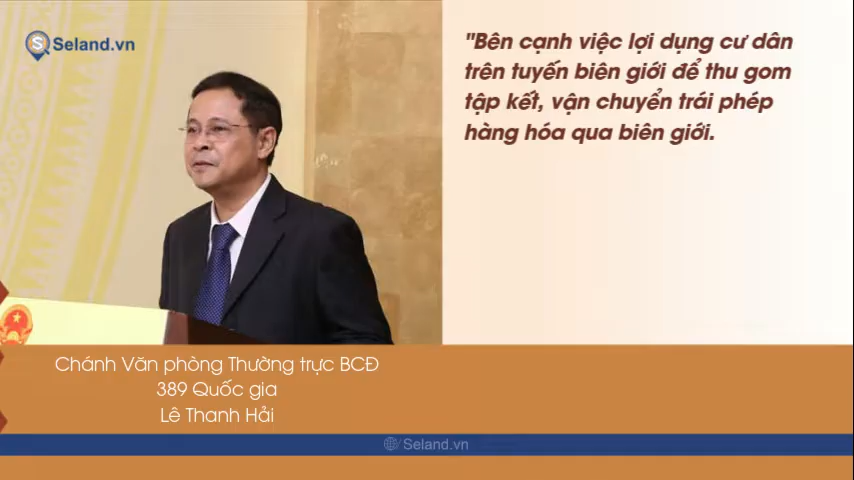 Seland.vn
"Bên cạnh việc lợi dụng cư dân
trên tuyến biên giới để thu gom
tập kết, vận chuyển trái phép
hàng hóa qua biên giới.
Chánh Văn phòng Thường trực BCĐ
389 Quốc gia
Lê Thanh Hải
Seland.vn